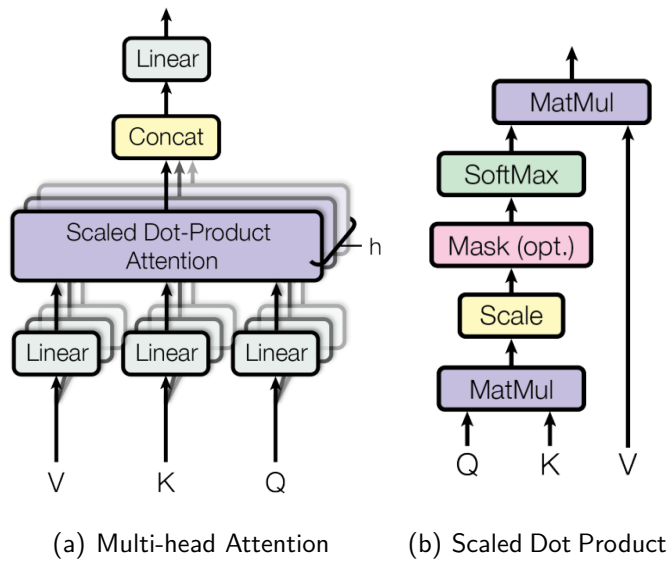 Linear
Concat
Scaled Dot-Product
Attention
h
Linear
Linear
Linear
V
K
Q
(a) Multi-head Attention
MatMul
SoftMax
Mask (opt.)
Scale
MatMul
Q
K
V
(b) Scaled Dot Product